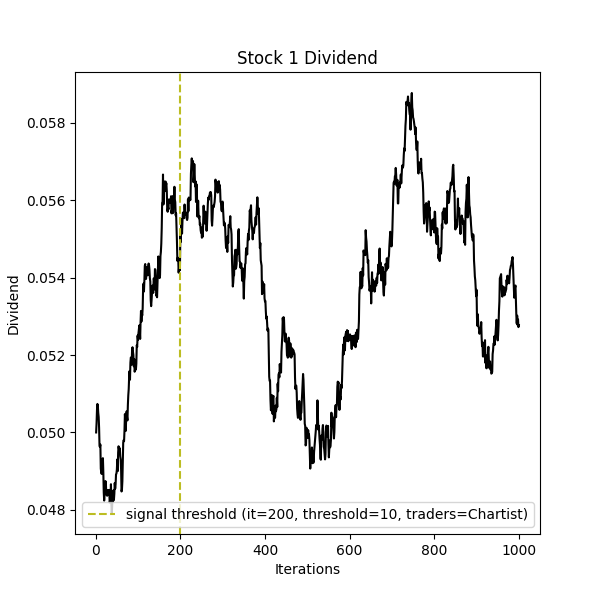 Stock 1 Dividend
0.058
0.056
0.054
0.052
0.050
0.048
Dividend
signal threshold (it=200, threshold=10, traders=Chartist)
0 200 400 600 800 1000
Iterations